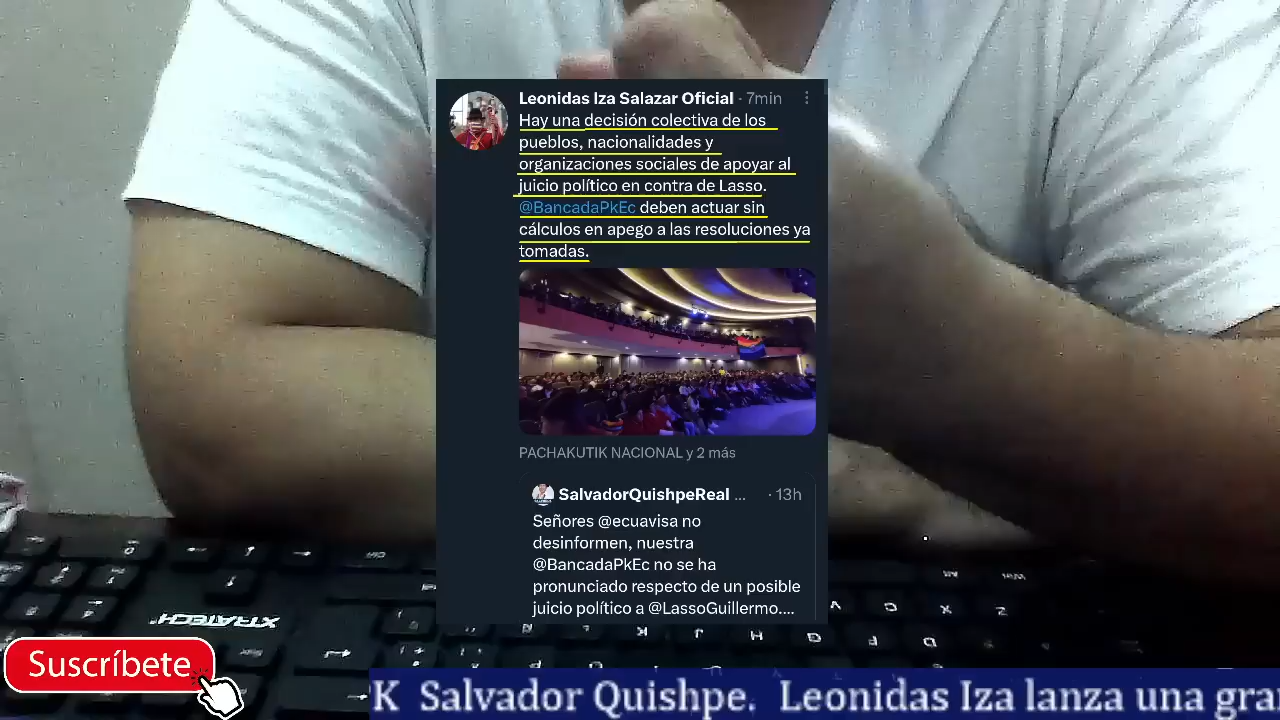 Leonidas Iza Salazar Oficial · 7min
Hay una decisión colectiva de los
pueblos, nacionalidades y
organizaciones sociales de apoyar al
juicio político en contra de Lasso.
@BancadaPkEc deben actuar sin
cálculos en apego a las resoluciones ya
tomadas.
PACHAKUTIK NACIONAL y 2 más
SalvadorQuishpeReal ... · 13h
Señores @ecuavisa no
desinformen, nuestra
@BancadaPkEc no se ha
pronunciado respecto de un posible
juicio político a @LassoGuillermo....
XTRATECH
Suscríbete
K Salvador Quishpe. Leonidas Iza lanza una gra